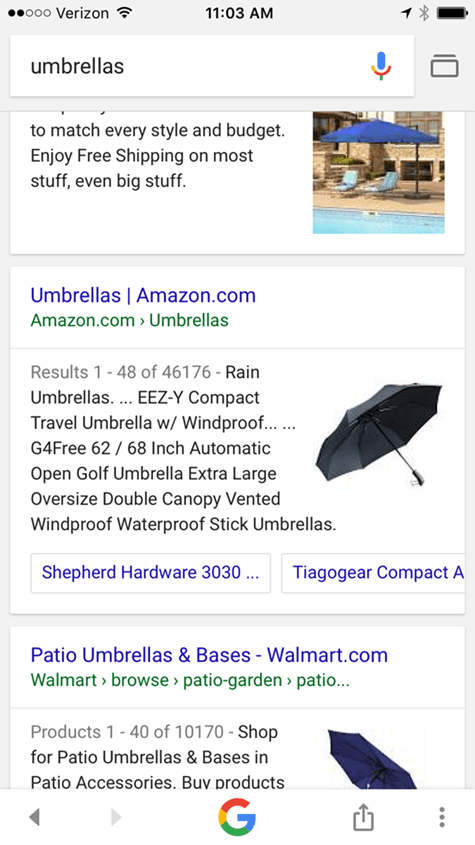 Verizon 11:03 AM
umbrellas
to match every style and budget.
Enjoy Free Shipping on most
stuff, even big stuff.
Umbrellas | Amazon.com
Amazon.com › Umbrellas
Results 1 - 48 of 46176 - Rain
Umbrellas. ... EEZ-Y Compact
Travel Umbrella w/ Windproof... ...
G4Free 62 / 68 Inch Automatic
Open Golf Umbrella Extra Large
Oversize Double Canopy Vented
Windproof Waterproof Stick Umbrellas.
Shepherd Hardware 3030 ... Tiagogear Compact A
Patio Umbrellas & Bases - Walmart.com
Walmart › browse › patio-garden › patio...
Products 1 - 40 of 10170 - Shop
for Patio Umbrellas & Bases in
Patio Accessories. Buy products
G